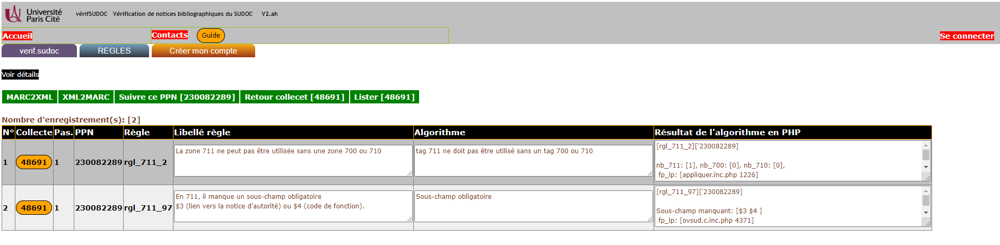 Université
Paris Cité
vérifSUDOC Vérification de notices bibliographiques du SUDOC V2.ah
Accueil
Contacts
Guide
Se connecter
verif.sudoc
REGLES
Créer mon compte
Voir détails
MARC2XML
XML2MARC
Suivre ce PPN [230082289]
Retour collecet [48691]
Lister [48691]
Nombre d'enregistrement(s): [2]
N° Collecte Pas. PPN Règle Libellé règle Algorithme Résultat de l'algorithme en PHP
1 48691 1 230082289 rgl_711_2
La zone 711 ne peut pas être utilisée sans une zone 700 ou 710
tag 711 ne doit pas être utilisé sans un tag 700 ou 710
[rgl_711_2]['230082289]
nb_711: [1], nb_700: [0], nb_710: [0],
fp_lp: [appliquer.inc.php 1226]
2 48691 1 230082289 rgl_711_97
En 711, il manque un sous-champ obligatoire
$3 (lien vers la notice d'autorité) ou $4 (code de fonction).
Sous-champ obligatoire
[rgl_711_97]['230082289]
Sous-champ manquant: [$3 $4 ]
fp_lp: [ovsud.c.inc.php 4371]